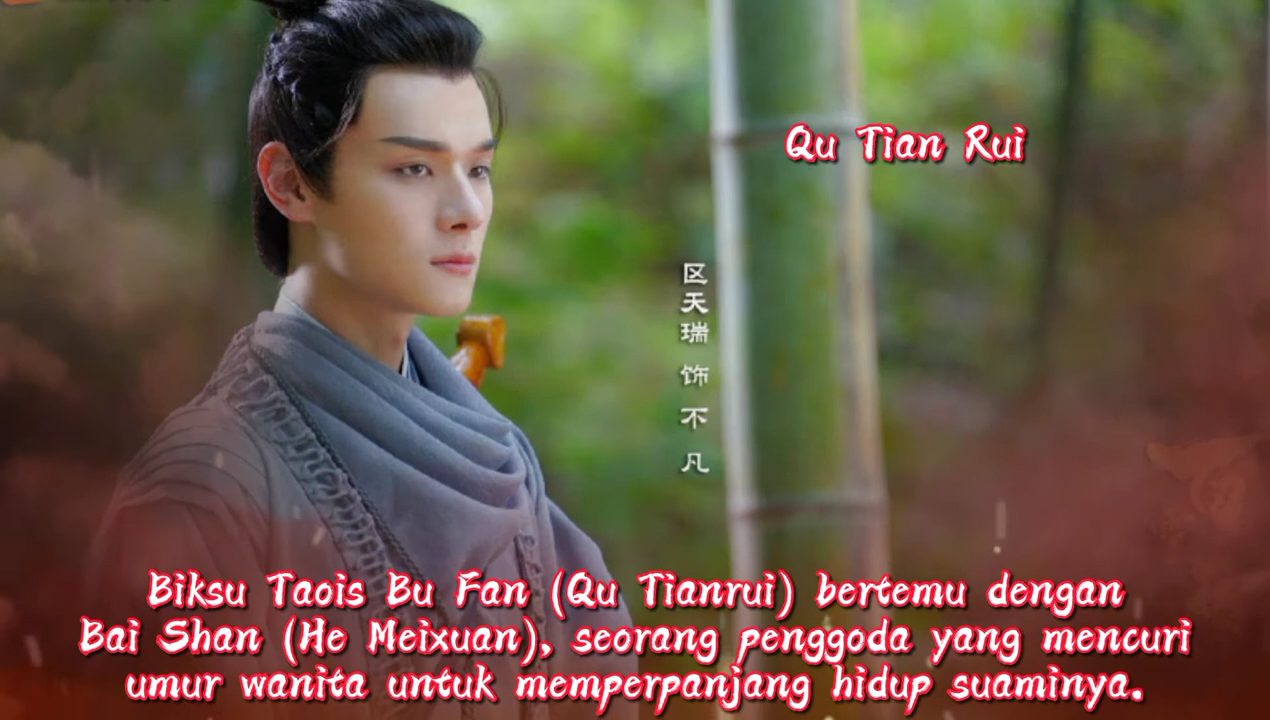 Qu Tian Rui
区天瑞 饰 不凡
Biksu Taois Bu Fan (Qu Tianrui) bertemu dengan
Bai Shan (He Meixuan), seorang penggoda yang mencuri
umur wanita untuk memperpanjang hidup suaminya.